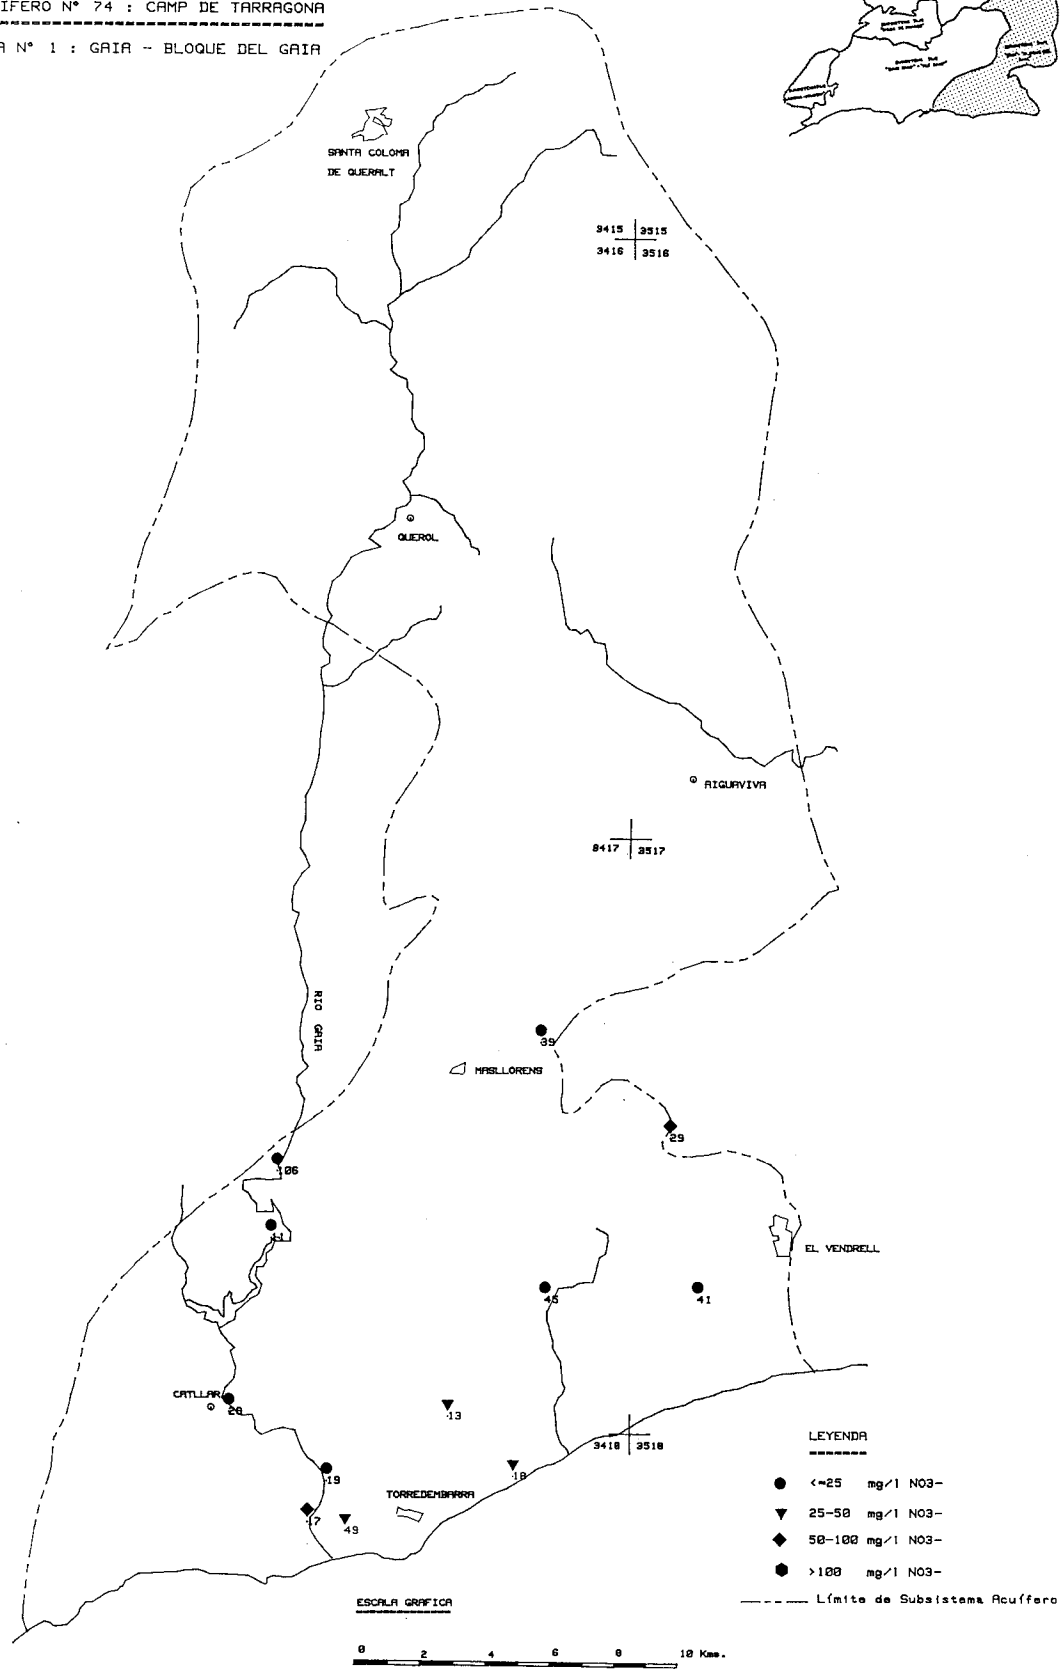 IFERO N° 74 : CAMP DE TARRAGONA
A N° 1 : GAIA - BLOQUE DEL GAIA
SANTA COLOMA
DE QUERALT
3415 3515
3416 3516
QUEROL
AIGUAVIVA
3417 3517
RIO GAIA
39
MASLLORENS
29
106
11
EL VENDRELL
45
41
CATLLAR
20
13
3418 3518
18
19
TORREDEMBARRA
17
49
LEYENDA
<=25 mg/l NO3-
25-50 mg/l NO3-
50-100 mg/l NO3-
>100 mg/l NO3-
Límite de Subsistema Acuífero
ESCALA GRAFICA
0 2 4 6 8 10 Kms.